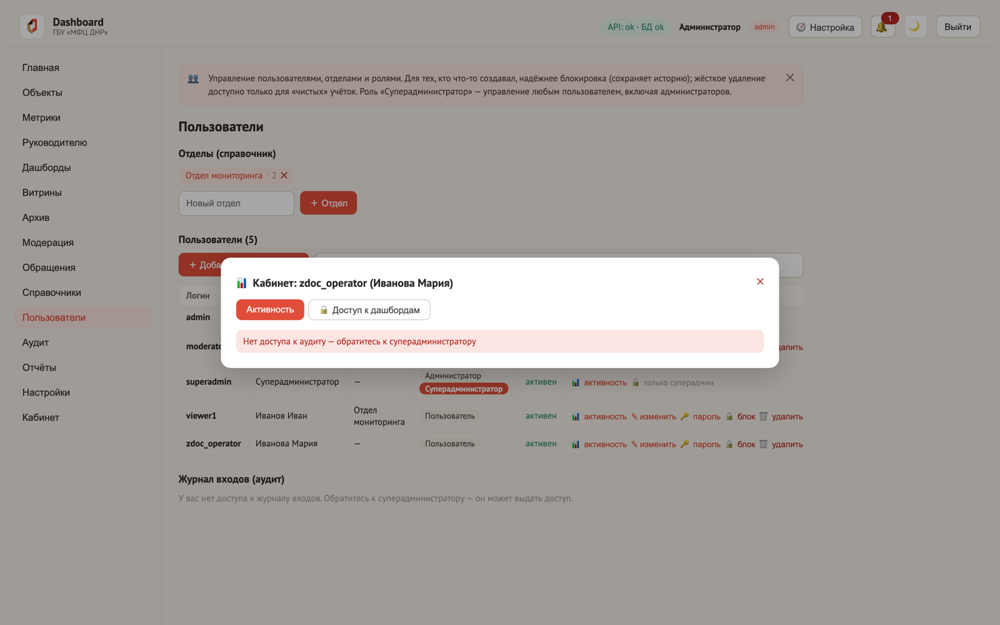 Dashboard
ГБУ «МФЦ ДНР»
API: ok · БД ok
Администратор
admin
Настройка
1
Выйти
Главная
Объекты
Метрики
Руководителю
Дашборды
Витрины
Архив
Модерация
Обращения
Справочники
Пользователи
Аудит
Отчёты
Настройки
Кабинет
Управление пользователями, отделами и ролями. Для тех, кто что-то создавал, надёжнее блокировка (сохраняет историю); жёсткое удаление
доступно только для «чистых» учёток. Роль «Суперадминистратор» — управление любым пользователем, включая администраторов.
Пользователи
Отделы (справочник)
Отдел мониторинга · 2
Новый отдел
+ Отдел
Пользователи (5)
Кабинет: zdoc_operator (Иванова Мария)
Активность
Доступ к дашбордам
Нет доступа к аудиту — обратитесь к суперадминистратору
Логин
admin
superadmin Суперадминистратор — Администратор активен активность только суперадмин
Суперадминистратор
viewer1 Иванов Иван Отдел Пользователь активен активность изменить пароль блок удалить
мониторинга
zdoc_operator Иванова Мария — Пользователь активен активность изменить пароль блок удалить
Журнал входов (аудит)
У вас нет доступа к журналу входов. Обратитесь к суперадминистратору — он может выдать доступ.